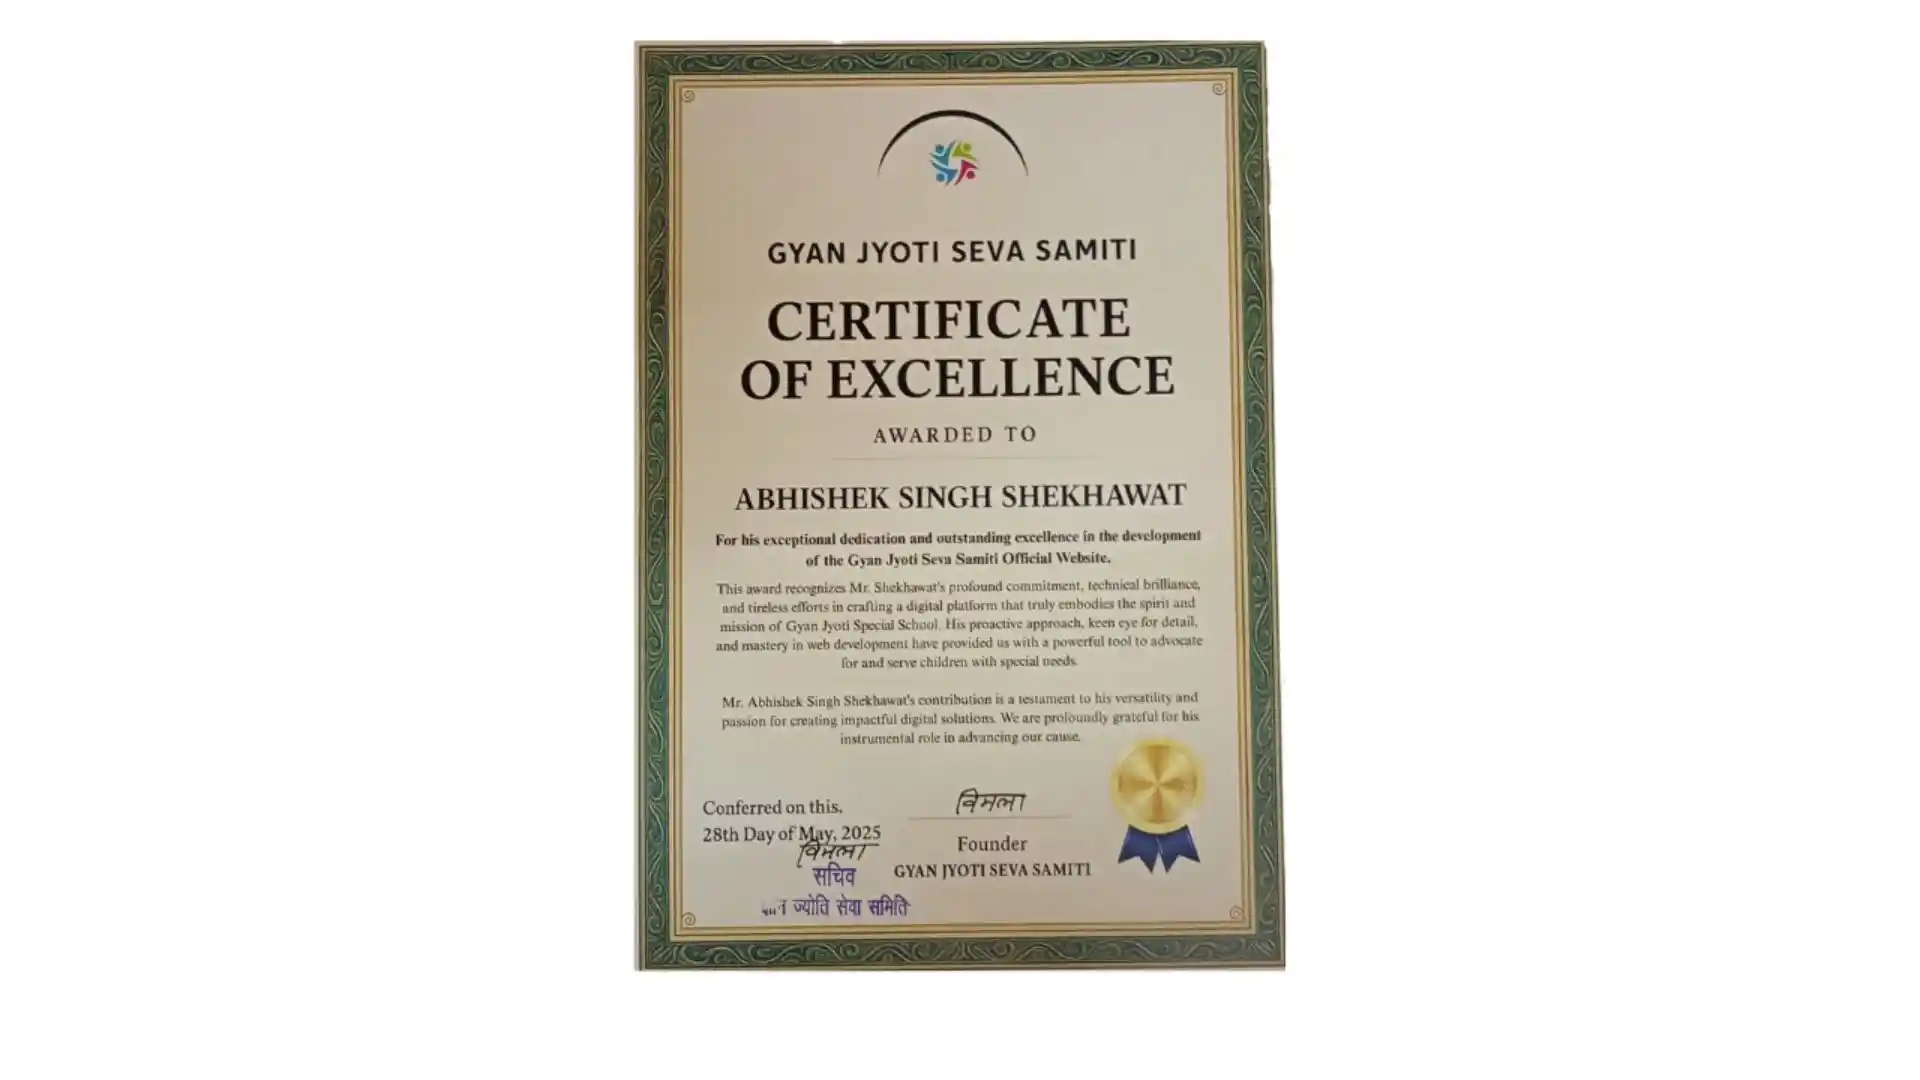 GYAN JYOTI SEVA SAMITI
CERTIFICATE
OF EXCELLENCE
AWARDED TO
ABHISHEK SINGH SHEKHAWAT
For his exceptional dedication and outstanding excellence in the development
of the Gyan Jyoti Seva Samiti Official Website.
This award recognizes Mr. Shekhawat's profound commitment, technical brilliance,
and tireless efforts in crafting a digital platform that truly embodies the spirit and
mission of Gyan Jyoti Special School. His proactive approach, keen eye for detail,
and mastery in web development have provided us with a powerful tool to advocate
for and serve children with special needs.
Mr. Abhishek Singh Shekhawat's contribution is a testament to his versatility and
passion for creating impactful digital solutions. We are profoundly grateful for his
instrumental role in advancing our cause.
Conferred on this.
28th Day of May, 2025
विमला
सचिव
ज्योति सेवा समिति
विमला
Founder
GYAN JYOTI SEVA SAMITI